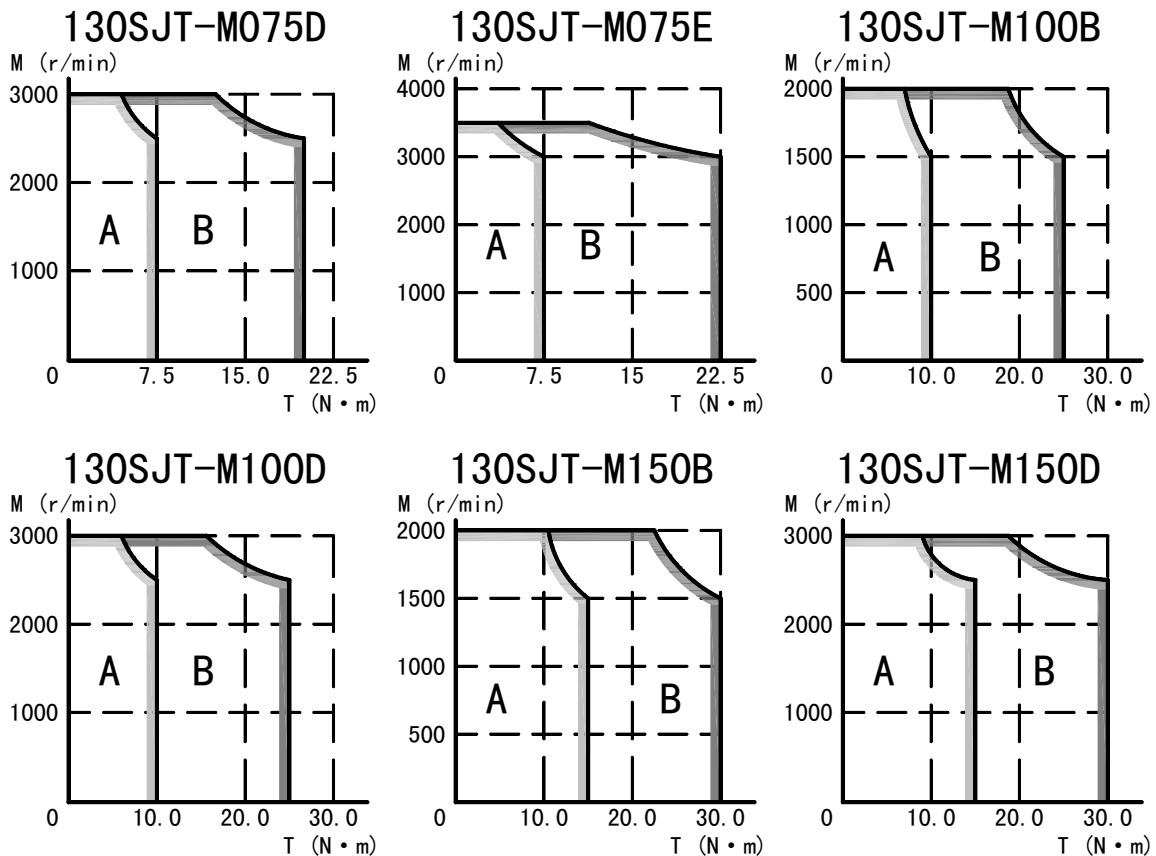 130SJT-M075D
M (r/min)
3000
2000
1000
0
A
B
7.5
15.0
22.5
T (N·m)
130SJT-M075E
M (r/min)
4000
3000
2000
1000
0
A
B
7.5
15
22.5
T (N·m)
130SJT-M100B
M (r/min)
2000
1500
1000
500
0
A
B
10.0
20.0
30.0
T (N·m)
130SJT-M100D
M (r/min)
3000
2000
1000
0
A
B
10.0
20.0
30.0
T (N·m)
130SJT-M150B
M (r/min)
2000
1500
1000
500
0
A
B
10.0
20.0
30.0
T (N·m)
130SJT-M150D
M (r/min)
3000
2000
1000
0
A
B
10.0
20.0
30.0
T (N·m)